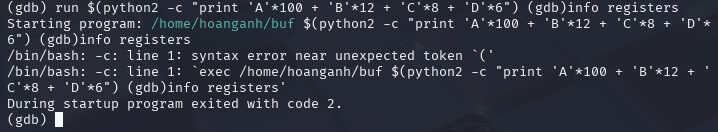 (gdb) run $(python2 -c "print 'A'*100 + 'B'*12 + 'C'*8 + 'D'*6") (gdb)info registers
Starting program: /home/hoanganh/buf $(python2 -c "print 'A'*100 + 'B'*12 + 'C'*8 + 'D'*
6") (gdb)info registers
/bin/bash: -c: line 1: syntax error near unexpected token `('
/bin/bash: -c: line 1: `exec /home/hoanganh/buf $(python2 -c "print 'A'*100 + 'B'*12 + '
C'*8 + 'D'*6") (gdb)info registers'
During startup program exited with code 2.
(gdb)